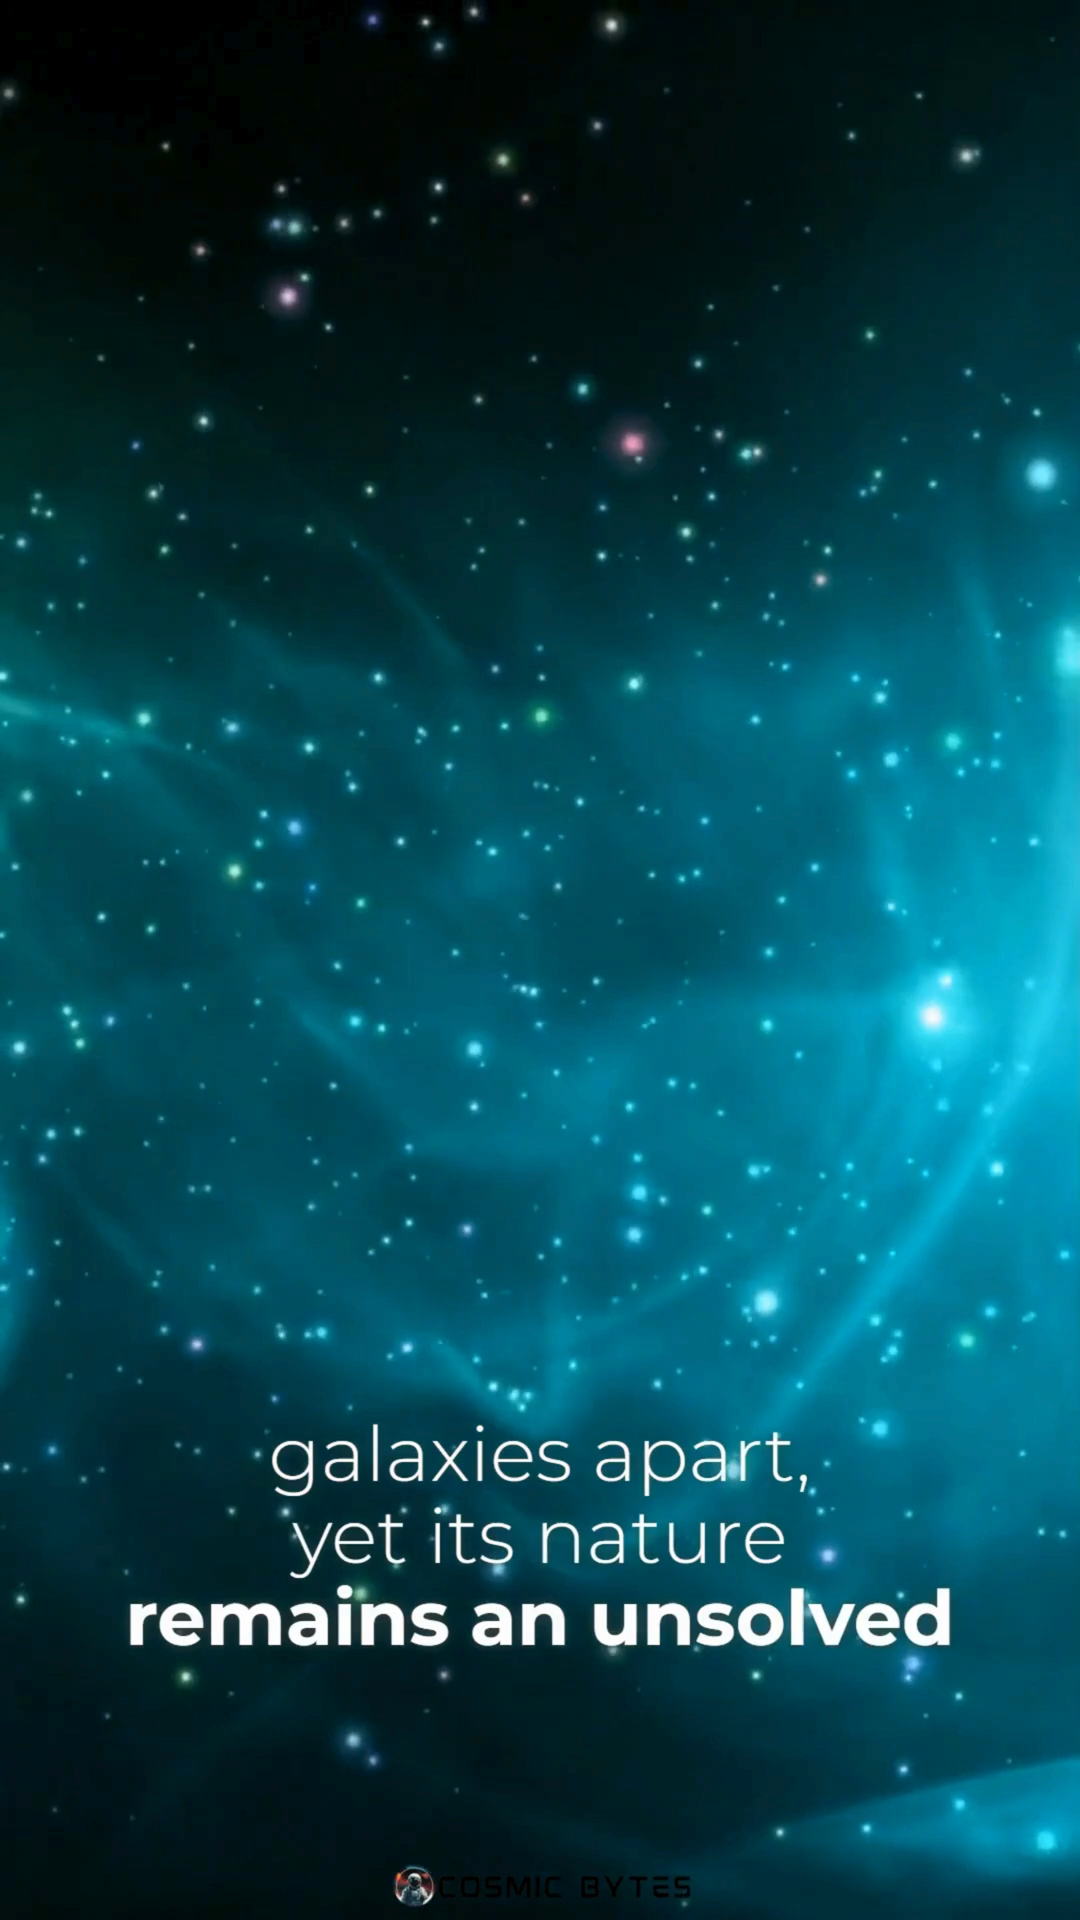 galaxies apart,
yet its nature
remains an unsolved
COSMIC BYTES